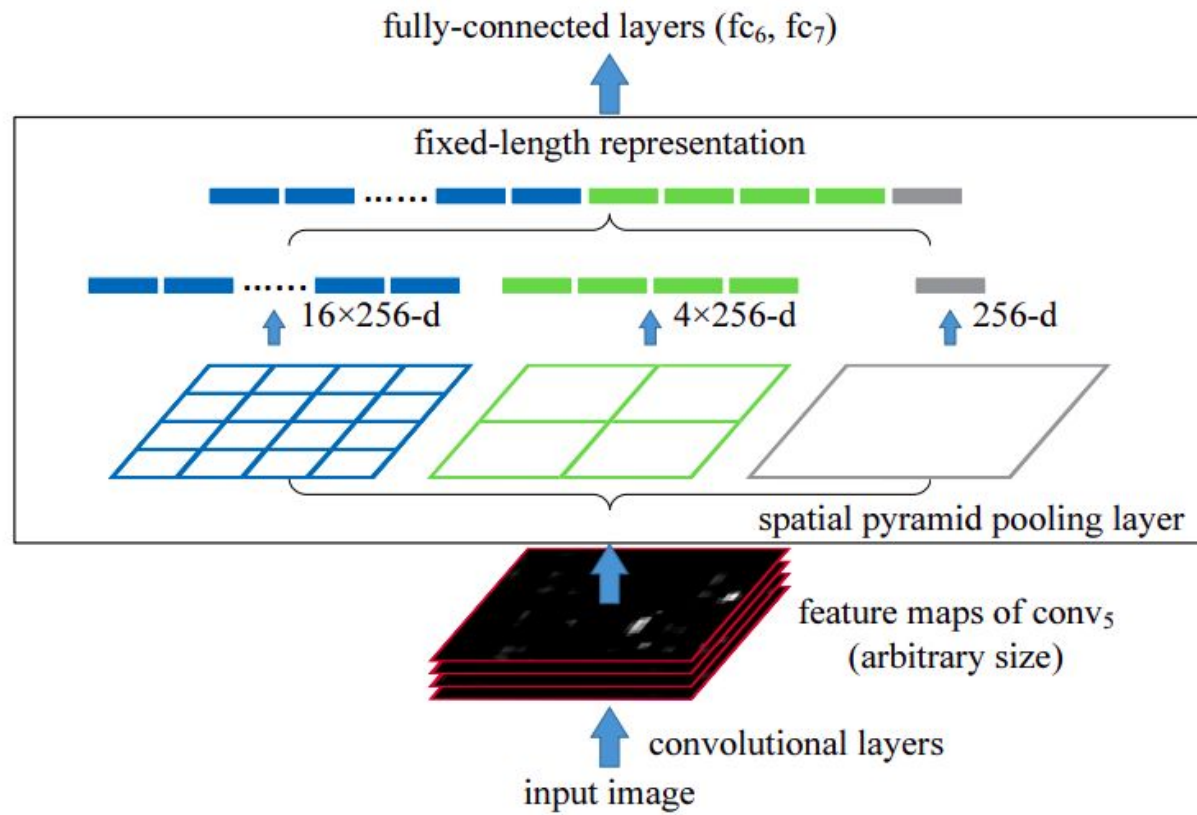 fully-connected layers (fc₆, fc₇)
fixed-length representation
……
……
16×256-d
4×256-d
256-d
spatial pyramid pooling layer
feature maps of conv₅
(arbitrary size)
convolutional layers
input image